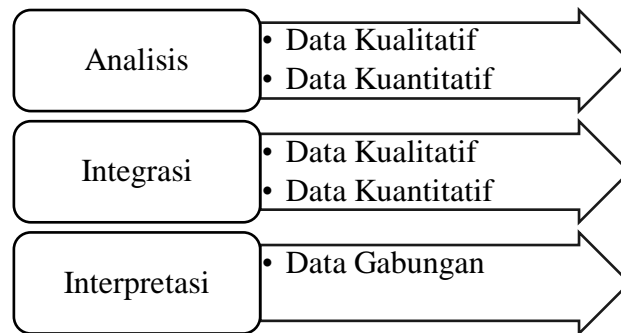 Analisis
• Data Kualitatif
• Data Kuantitatif
Integrasi
• Data Kualitatif
• Data Kuantitatif
Interpretasi
• Data Gabungan